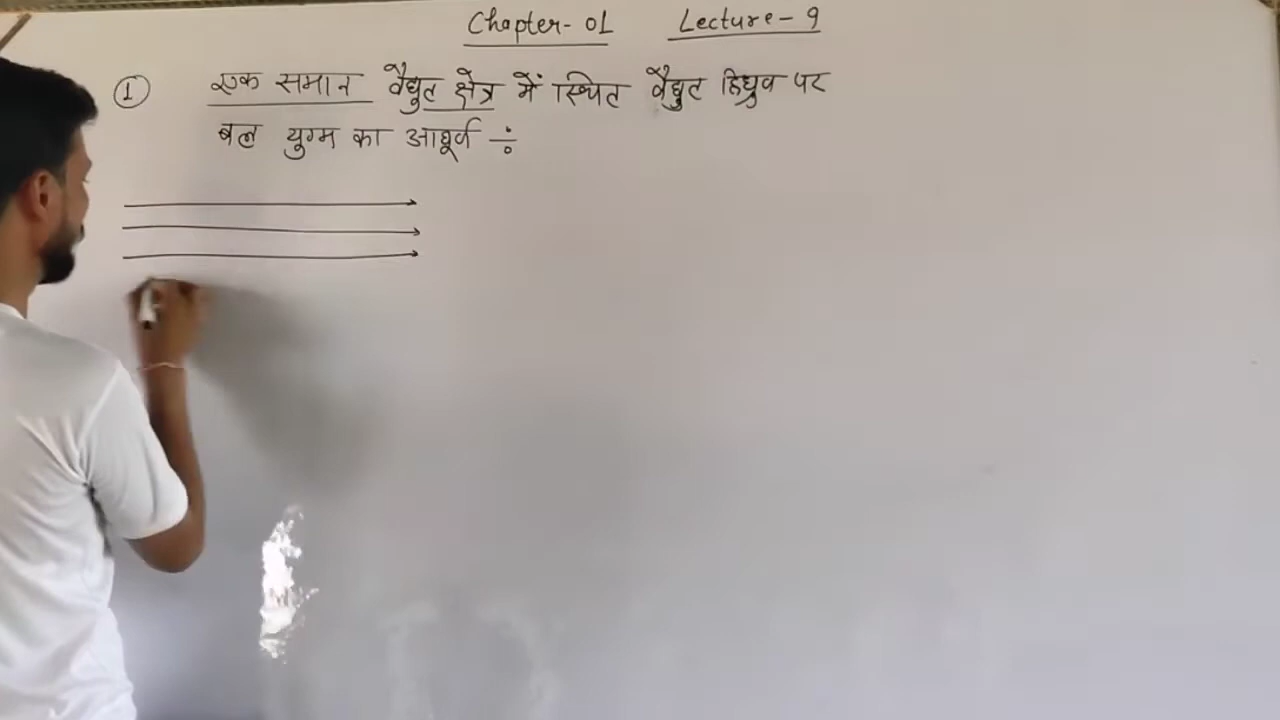 Chapter- 01 Lecture- 9
① एक समान वैद्युत क्षेत्र में स्थित वैद्युत द्विध्रुव पर
बल युग्म का आघूर्ण ÷